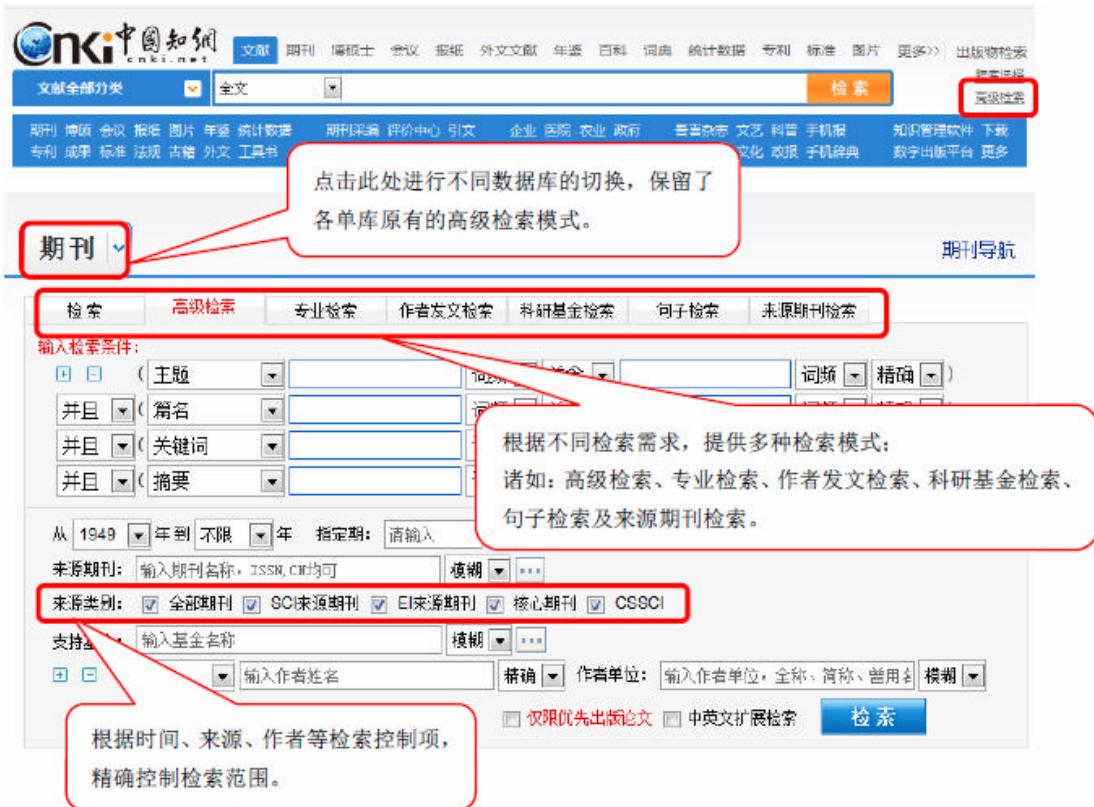 cnki 中国知网
cnki.net
文献 期刊 博硕士 会议 报纸 外文文献 年鉴 百科 词典 统计数据 专利 标准 图片 更多>> 出版物检索
文献全部分类 全文 检索
高级检索
期刊 博硕 会议 报纸 图片 年鉴 统计数据 期刊采编 评价中心 引文 企业 医院 农业 政府 吾喜杂志 文艺 科普 手机报 知识管理软件 下载
专利 成果 标准 法规 古籍 外文 工具书 文化 政报 手机辞典 数字出版平台 更多
点击此处进行不同数据库的切换，保留了
各单库原有的高级检索模式。
期刊
期刊导航
检索 高级检索 专业检索 作者发文检索 科研基金检索 句子检索 来源期刊检索
输入检索条件：
( 主题 词频 词频 精确 )
并且 ( 篇名
并且 ( 关键词
并且 ( 摘要
根据不同检索需求，提供多种检索模式；
诸如：高级检索、专业检索、作者发文检索、科研基金检索、
句子检索及来源期刊检索。
从 1949 年 到 不限 年 指定期： 请输入
来源期刊： 输入期刊名称，ISSN,CN均可 模糊 ...
来源类别： 全部期刊 SCI来源期刊 EI来源期刊 核心期刊 CSSCI
支持基 输入基金名称 模糊 ...
输入作者姓名 精确 作者单位： 输入作者单位，全称、简称、曾用名 模糊
仅限优先出版论文 中英文扩展检索 检索
根据时间、来源、作者等检索控制项，
精确控制检索范围。